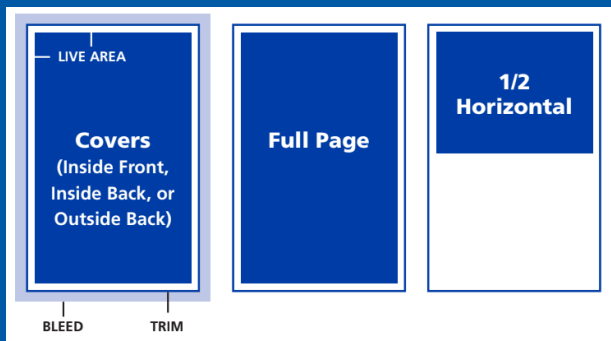 LIVE AREA
Covers
(Inside Front,
Inside Back, or
Outside Back)
BLEED
TRIM
Full Page
1/2
Horizontal